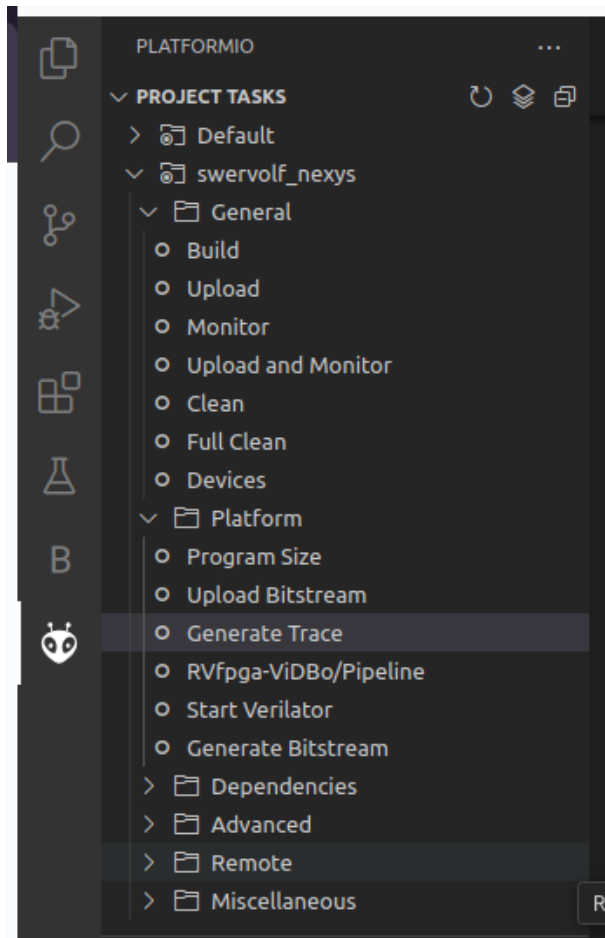 PLATFORMIO
PROJECT TASKS
Default
swervolf_nexys
General
Build
Upload
Monitor
Upload and Monitor
Clean
Full Clean
Devices
Platform
Program Size
Upload Bitstream
Generate Trace
RVfpga-ViDBo/Pipeline
Start Verilator
Generate Bitstream
Dependencies
Advanced
Remote
Miscellaneous
R
B